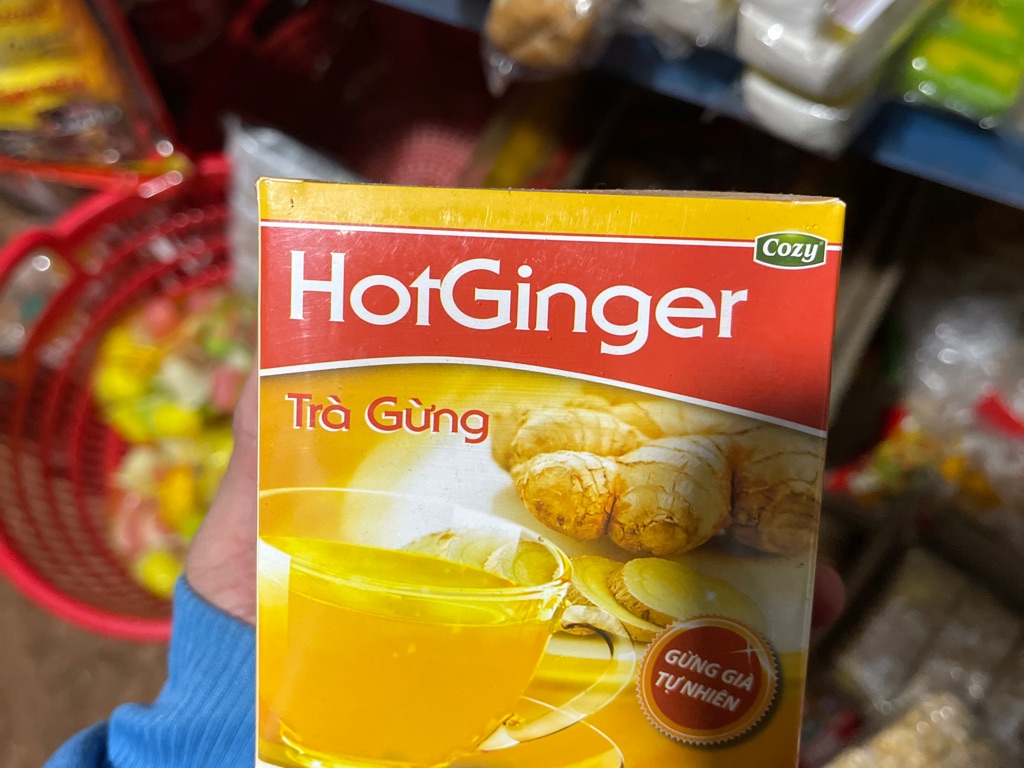 Cozy
HotGinger
Trà Gừng
GỪNG GIÀ
TỰ NHIÊN